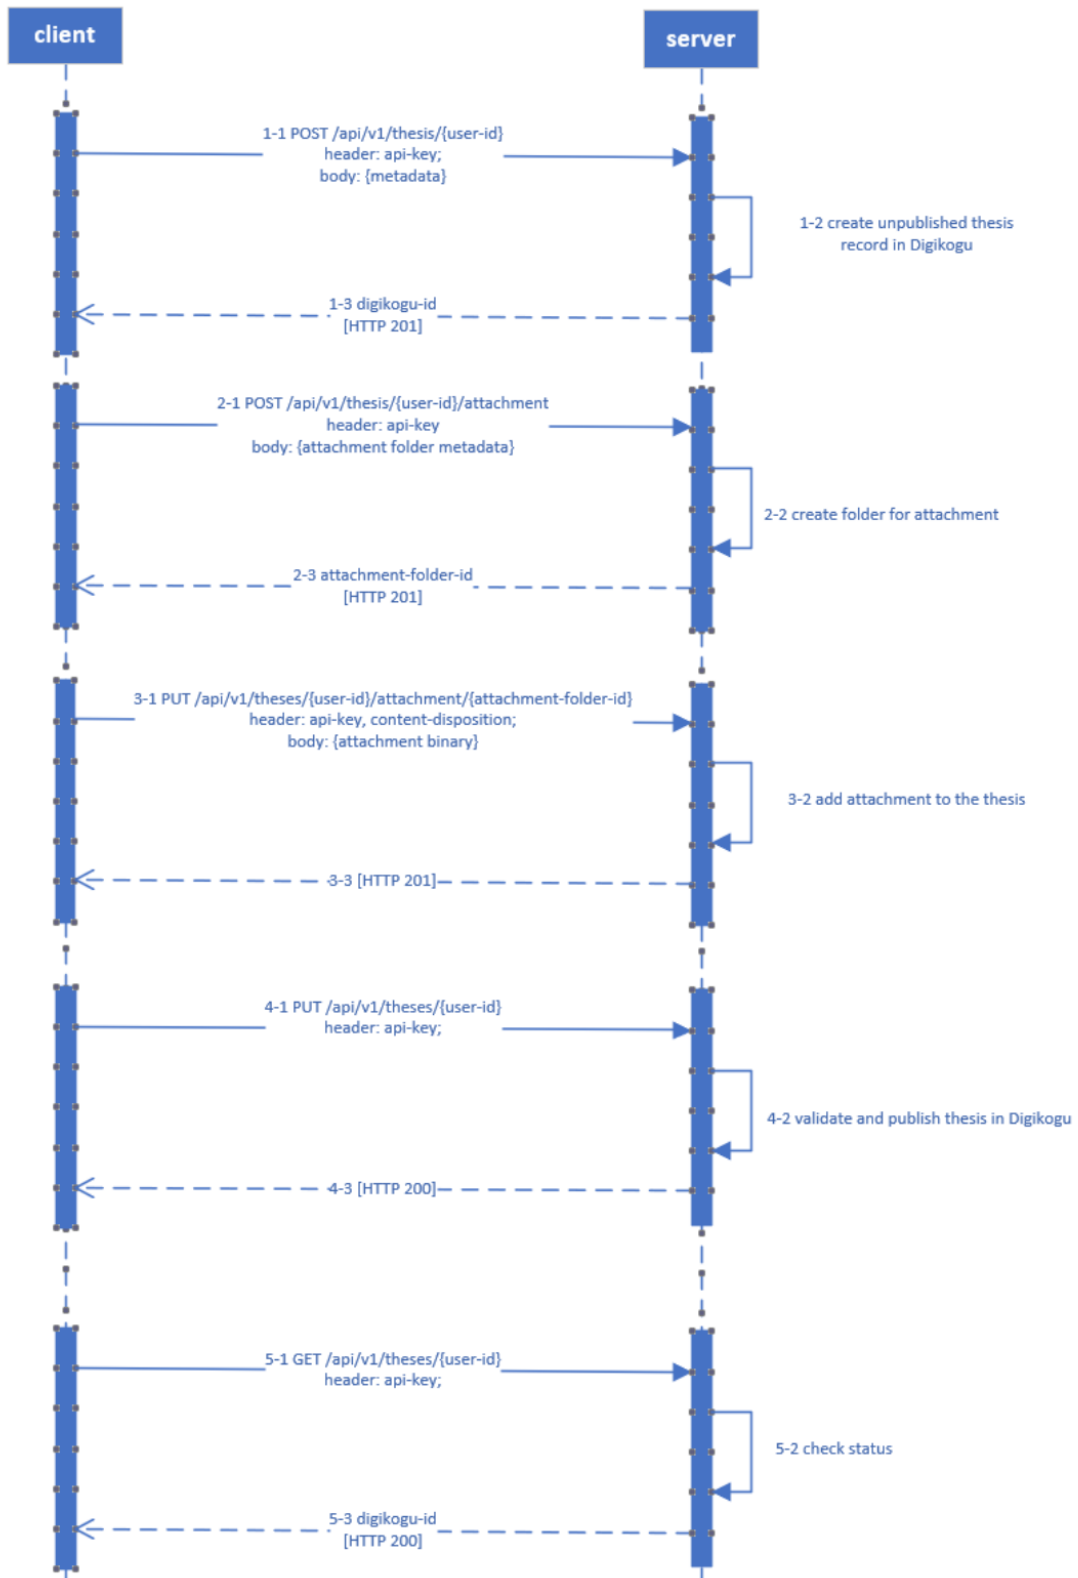 client
server
1-1 POST /api/v1/thesis/{user-id}
header: api-key;
body: {metadata}
1-2 create unpublished thesis
record in Digikogu
1-3 digikogu-id
[HTTP 201]
2-1 POST /api/v1/thesis/{user-id}/attachment
header: api-key
body: {attachment folder metadata}
2-2 create folder for attachment
2-3 attachment-folder-id
[HTTP 201]
3-1 PUT /api/v1/theses/{user-id}/attachment/{attachment-folder-id}
header: api-key, content-disposition;
body: {attachment binary}
3-2 add attachment to the thesis
3-3 [HTTP 201]
4-1 PUT /api/v1/theses/{user-id}
header: api-key;
4-2 validate and publish thesis in Digikogu
4-3 [HTTP 200]
5-1 GET /api/v1/theses/{user-id}
header: api-key;
5-2 check status
5-3 digikogu-id
[HTTP 200]